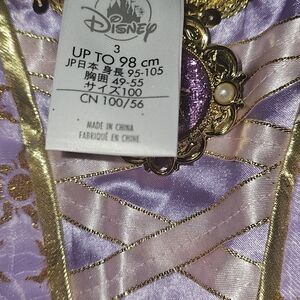 Disney
3
UP TO 98 cm
JP日本 身長 95-105
胸囲 49-55
サイズ100
CN 100/56
MADE IN CHINA
FABRIQUÉ EN CHINE